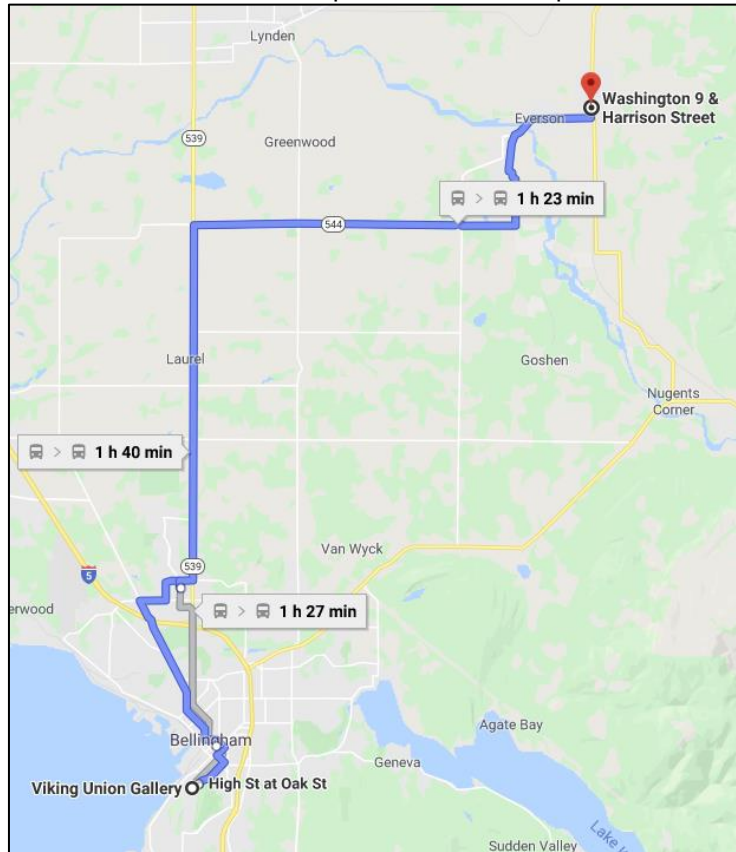 Lynden
Washington 9 &
Harrison Street
Everson
539
Greenwood
1 h 23 min
544
Laurel
Goshen
Nugents
Corner
1 h 40 min
Van Wyck
539
5
erwood
1 h 27 min
Agate Bay
Bellingham
Geneva
Viking Union Gallery
High St at Oak St
Sudden Valley
Lake